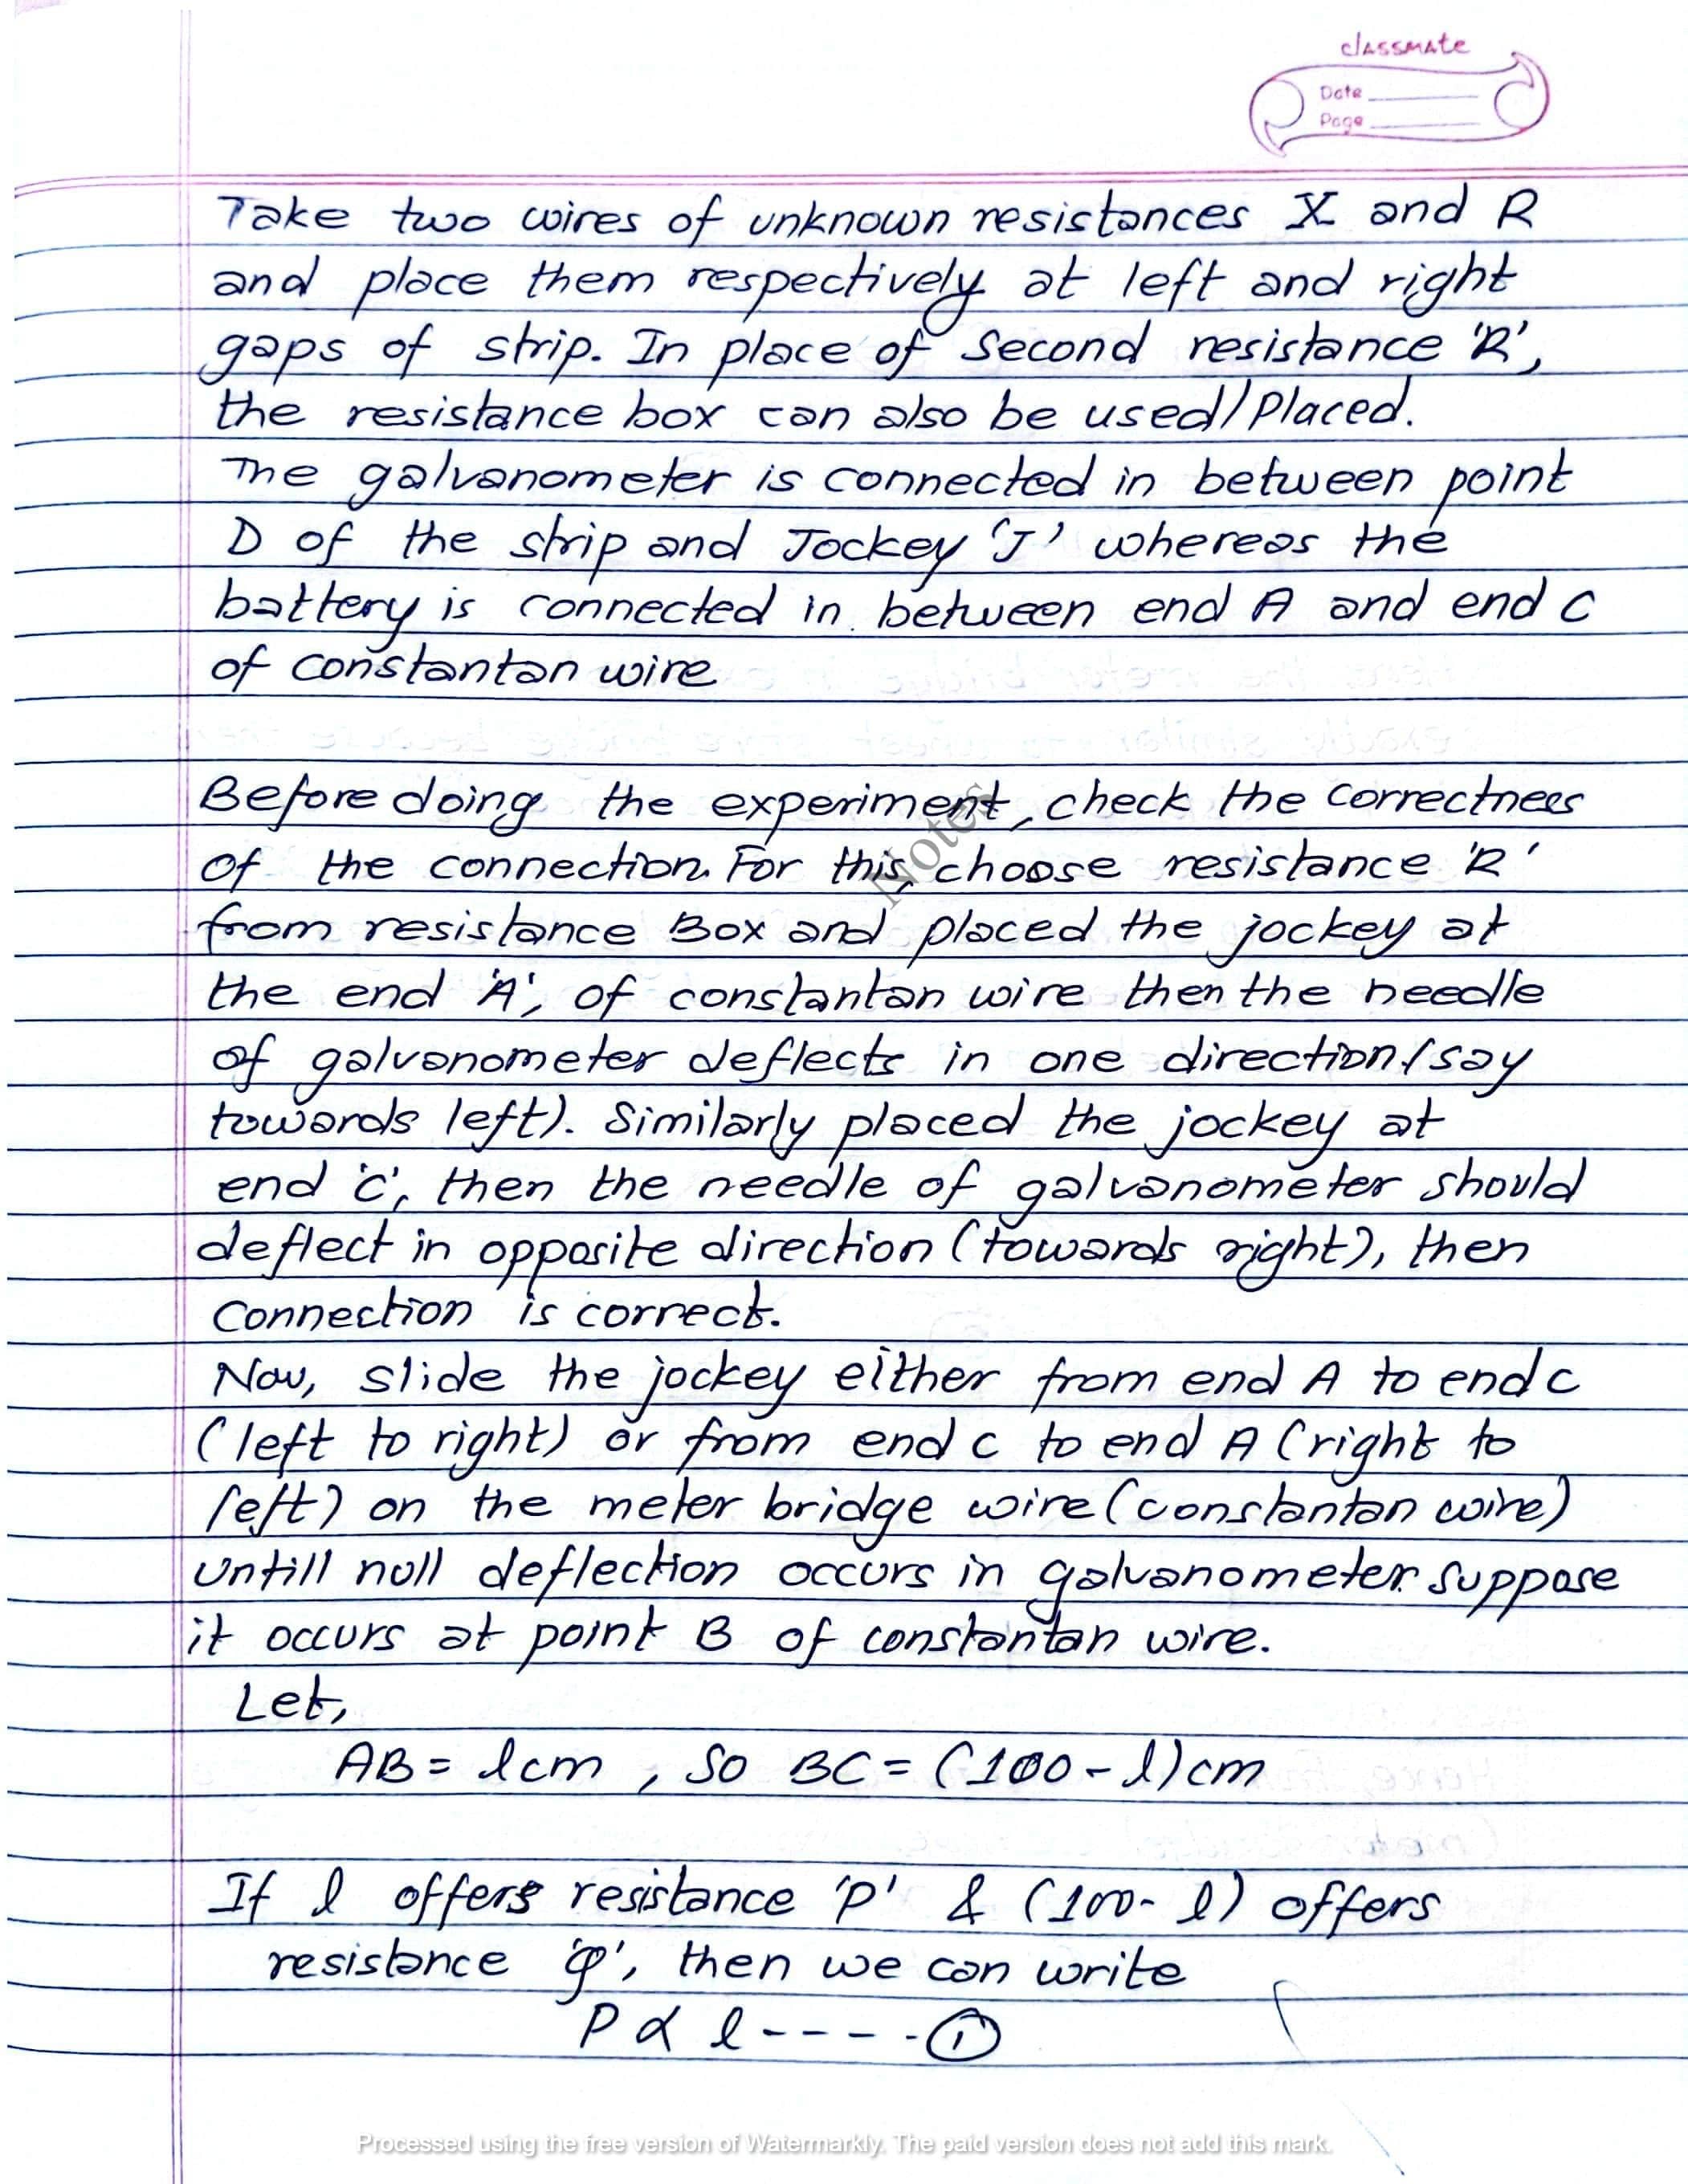 classmate
Date
Page
Take two wires of unknown resistances X and R
and place them respectively at left and right
gaps of strip. In place of second resistance 'R',
the resistance box can also be used/placed.
The galvanometer is connected in between point
D of the strip and Jockey 'J' whereas the
battery is connected in between end A and end C
of constantan wire
Before doing the experiment, check the correctness
of the connection. For this, choose resistance 'R'
from resistance Box and placed the jockey at
the end 'A', of constantan wire then the needle
of galvanometer deflects in one direction (say
towards left). Similarly placed the jockey at
end 'C', then the needle of galvanometer should
deflect in opposite direction (towards right), then
Connection is correct.
Now, slide the jockey either from end A to end C
(left to right) or from end C to end A (right to
left) on the meter bridge wire (constantan wire)
untill null deflection occurs in galvanometer. suppose
it occurs at point B of constantan wire.
Let,
AB = l cm , So BC = (100 - l) cm
If l offers resistance 'P' & (100 - l) offers
resistance 'Q', then we can write
P ∝ l ----- ①
Notes
Processed using the free version of Watermarkly. The paid version does not add this mark.